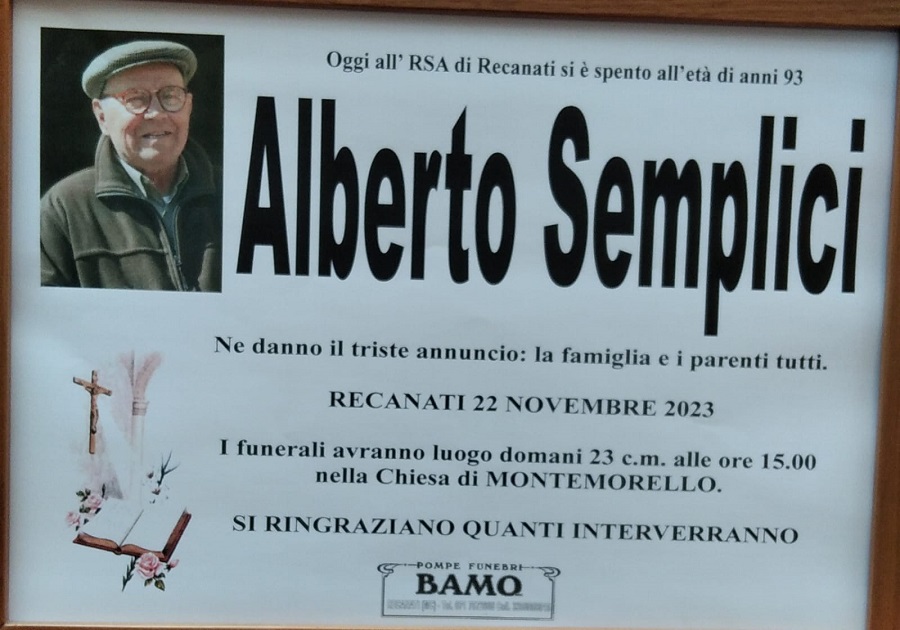 Oggi all' RSA di Recanati si è spento all'età di anni 93
Alberto Semplici
Ne danno il triste annuncio: la famiglia e i parenti tutti.
RECANATI 22 NOVEMBRE 2023
I funerali avranno luogo domani 23 c.m. alle ore 15.00
nella Chiesa di MONTEMORELLO.
SI RINGRAZIANO QUANTI INTERVERRANNO
POMPE FUNEBRI
BAMO